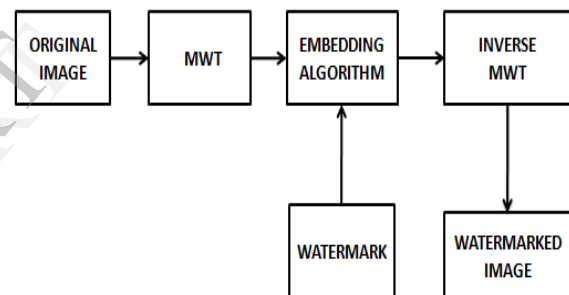 ORIGINAL
IMAGE
MWT
EMBEDDING
ALGORITHM
INVERSE
MWT
WATERMARK
WATERMARKED
IMAGE